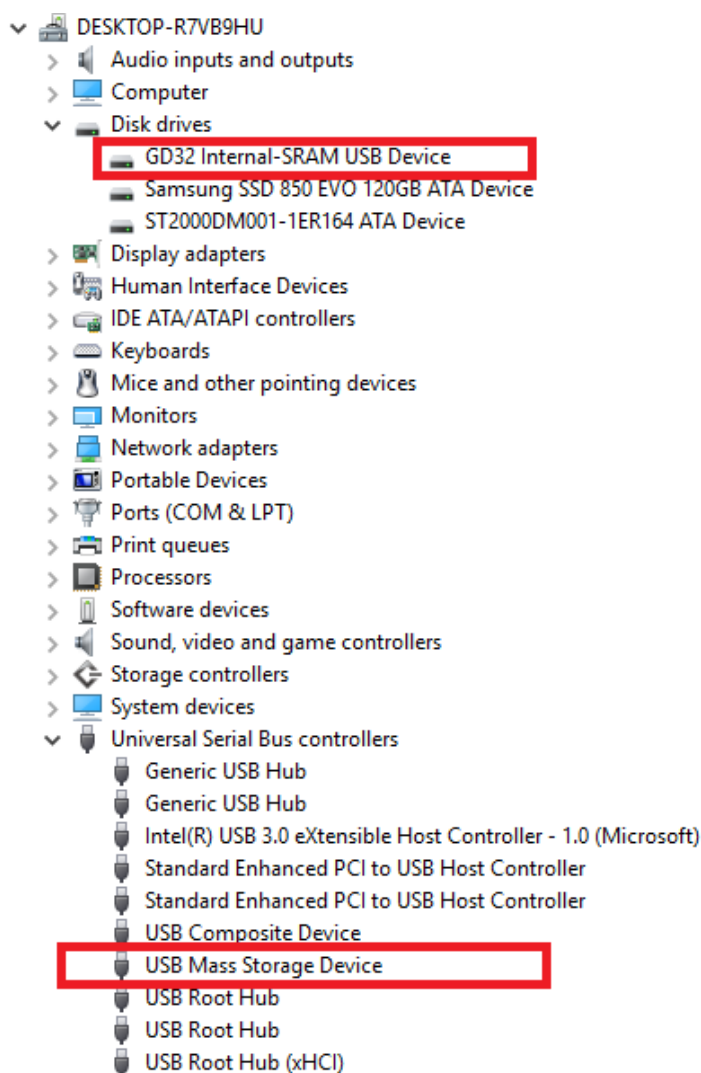 DESKTOP-R7VB9HU
Audio inputs and outputs
Computer
Disk drives
GD32 Internal-SRAM USB Device
Samsung SSD 850 EVO 120GB ATA Device
ST2000DM001-1ER164 ATA Device
Display adapters
Human Interface Devices
IDE ATA/ATAPI controllers
Keyboards
Mice and other pointing devices
Monitors
Network adapters
Portable Devices
Ports (COM & LPT)
Print queues
Processors
Software devices
Sound, video and game controllers
Storage controllers
System devices
Universal Serial Bus controllers
Generic USB Hub
Generic USB Hub
Intel(R) USB 3.0 eXtensible Host Controller - 1.0 (Microsoft)
Standard Enhanced PCI to USB Host Controller
Standard Enhanced PCI to USB Host Controller
USB Composite Device
USB Mass Storage Device
USB Root Hub
USB Root Hub
USB Root Hub (xHCI)